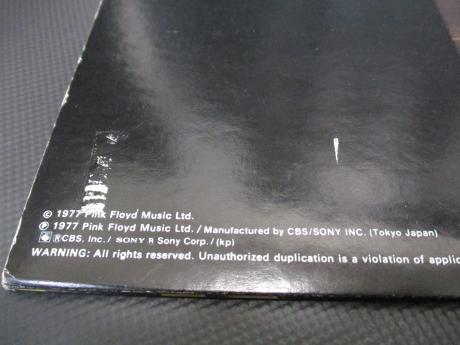 © 1977 Pink Floyd Music Ltd.
℗ 1977 Pink Floyd Music Ltd. / Manufactured by CBS/SONY INC. (Tokyo Japan)
® CBS. Inc. / SONY ® Sony Corp. / (kp)
WARNING: All rights reserved. Unauthorized duplication is a violation of applic